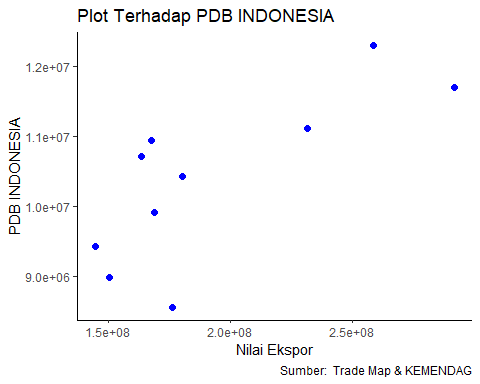 Plot Terhadap PDB INDONESIA
PDB INDONESIA
1.2e+07
1.1e+07
1.0e+07
9.0e+06
1.5e+08 2.0e+08 2.5e+08
Nilai Ekspor
Sumber: Trade Map & KEMENDAG